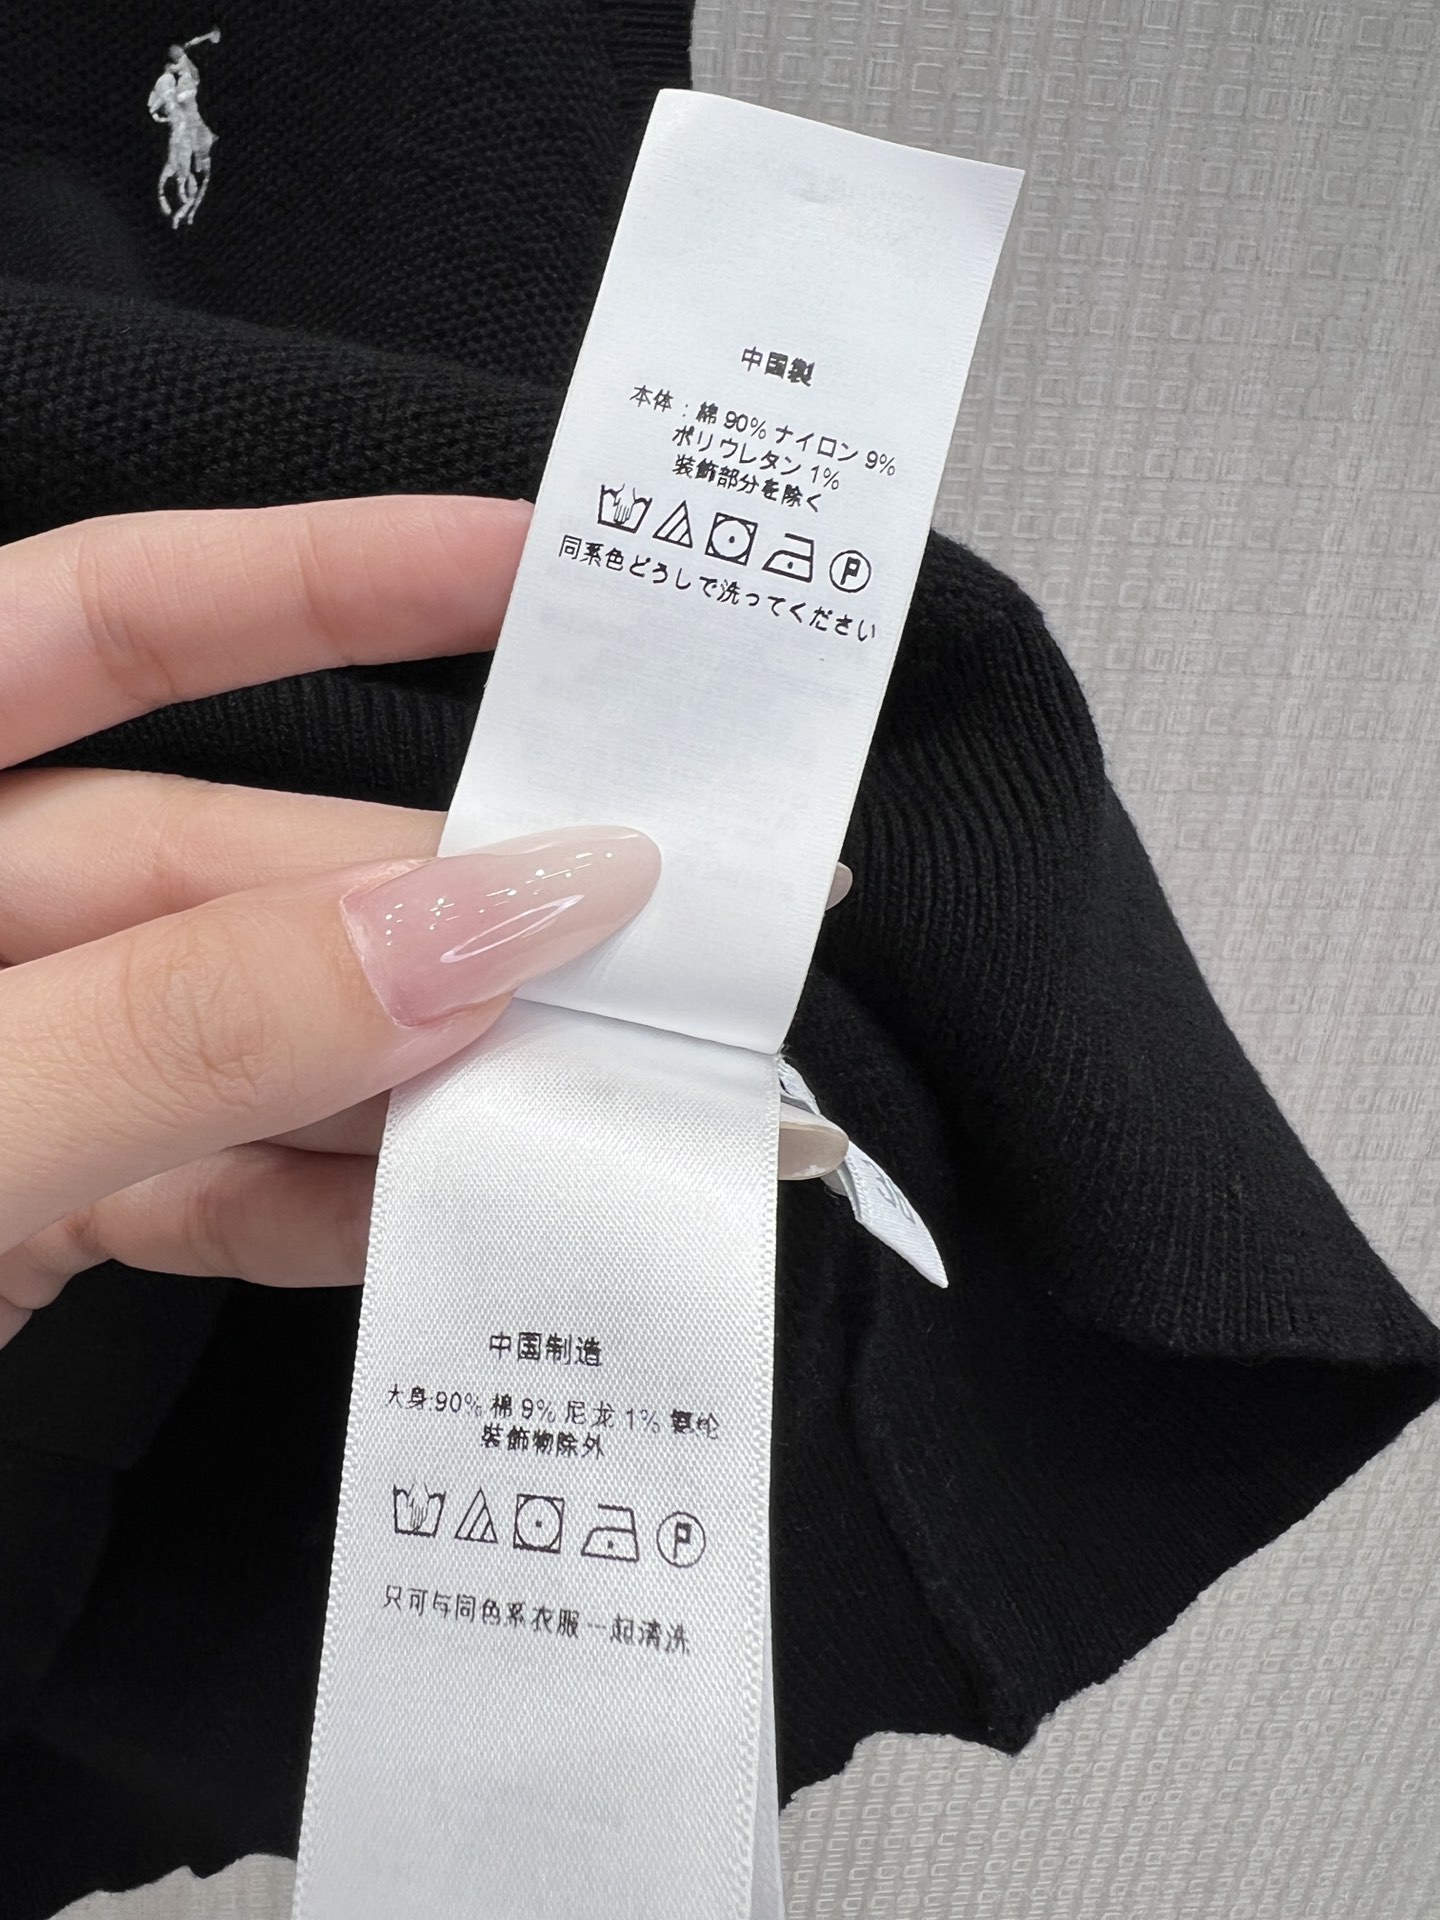 中国製
本体：綿 90% ナイロン 9%
ポリウレタン 1%
装飾部分を除く
P
同系色どうしで洗ってください
中国制造
大身:90% 棉 9% 尼龙 1% 氨纶
装飾物除外
P
只可与同色系衣服一起清洗